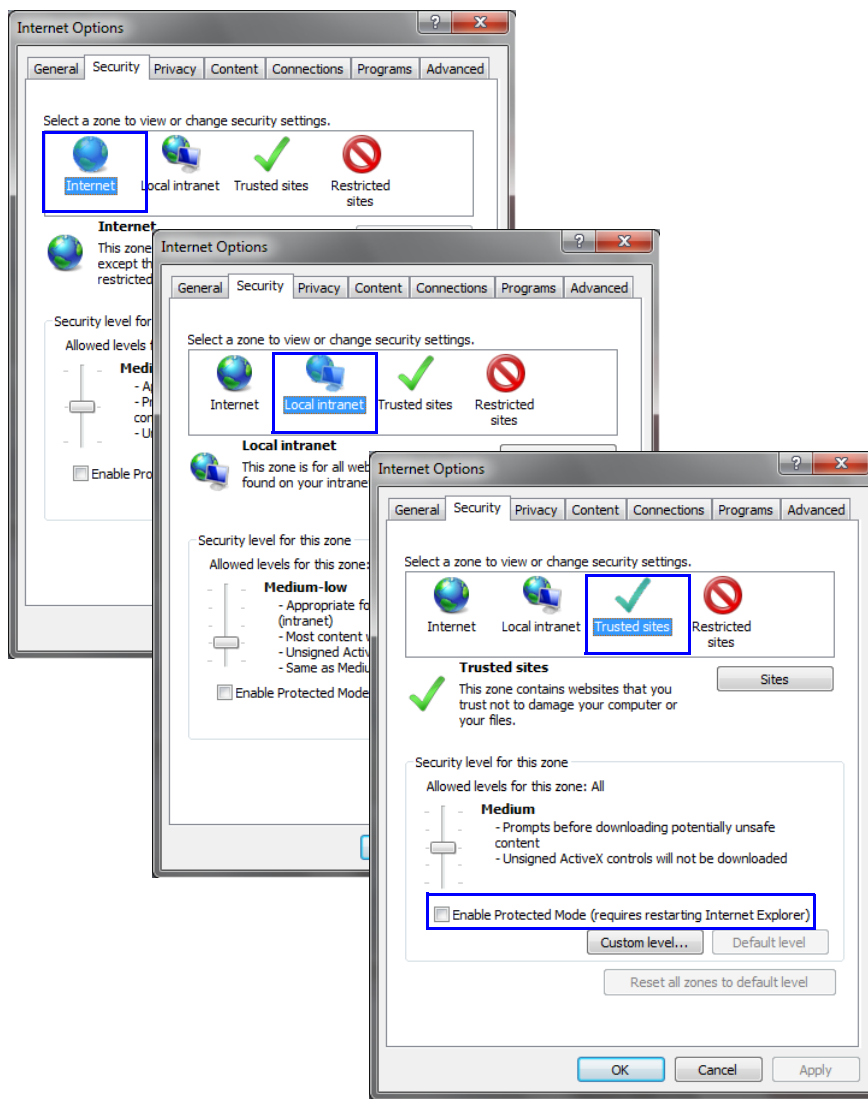 Internet Options
General Security Privacy Content Connections Programs Advanced
Select a zone to view or change security settings.
Internet Local intranet Trusted sites Restricted sites
Internet
This zone
except th
restricted
Security level for
Allowed levels
Medi
- A
- Pr
con
- U
Enable Pro
Internet Options
General Security Privacy Content Connections Programs Advanced
Select a zone to view or change security settings.
Internet Local intranet Trusted sites Restricted sites
Local intranet
This zone is for all web
found on your intrane
Security level for this zone
Allowed levels for this zone:
Medium-low
- Appropriate fo
(intranet)
- Most content w
- Unsigned Activ
- Same as Mediu
Enable Protected Mode
Internet Options
General Security Privacy Content Connections Programs Advanced
Select a zone to view or change security settings.
Internet Local intranet Trusted sites Restricted sites
Trusted sites
This zone contains websites that you
trust not to damage your computer or
your files.
Sites
Security level for this zone
Allowed levels for this zone: All
Medium
- Prompts before downloading potentially unsafe
content
- Unsigned ActiveX controls will not be downloaded
Enable Protected Mode (requires restarting Internet Explorer)
Custom level... Default level
Reset all zones to default level
OK Cancel Apply